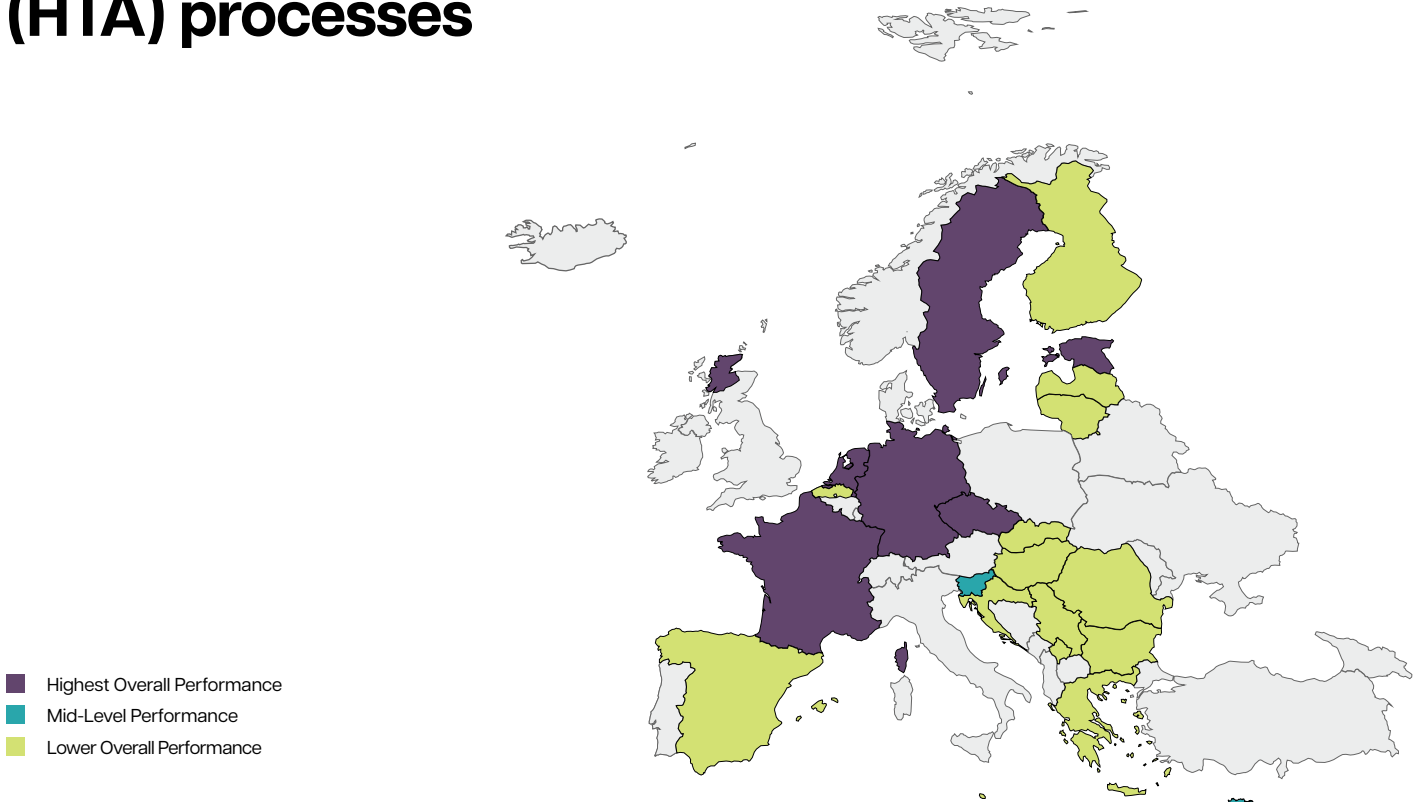 (HTA) processes
Highest Overall Performance
Mid-Level Performance
Lower Overall Performance